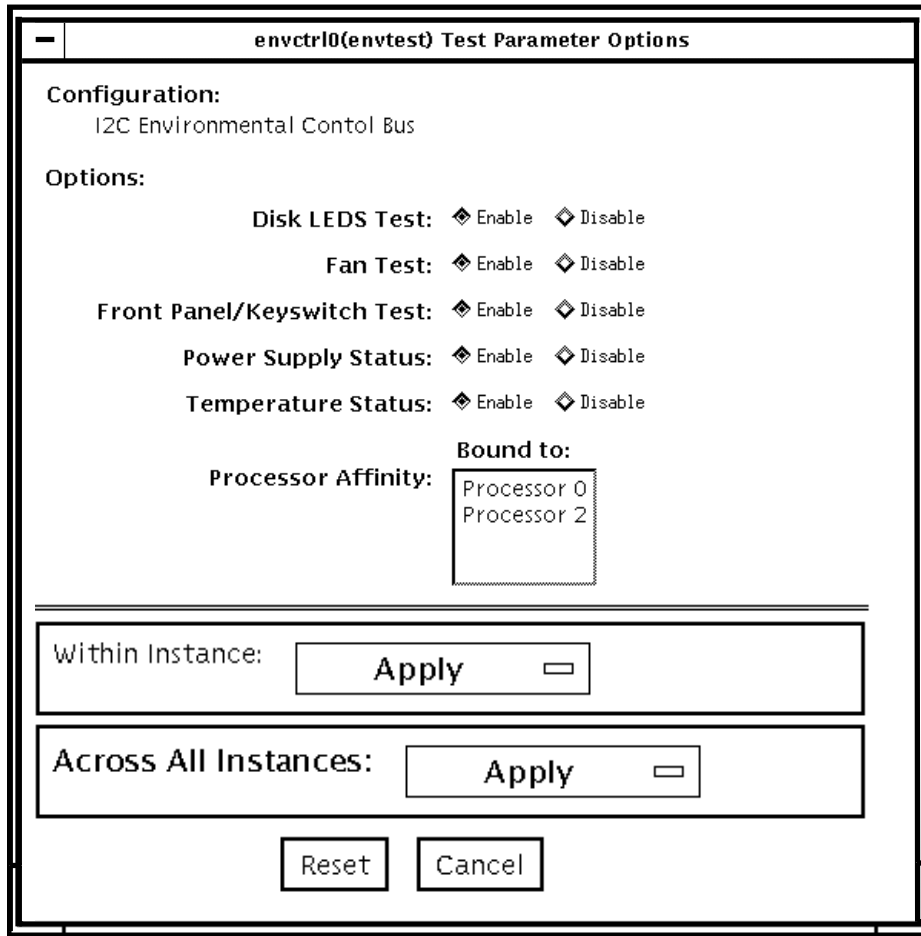 envctrl0(envtest) Test Parameter Options
Configuration:
I2C Environmental Contol Bus
Options:
Disk LEDS Test: Enable Disable
Fan Test: Enable Disable
Front Panel/Keyswitch Test: Enable Disable
Power Supply Status: Enable Disable
Temperature Status: Enable Disable
Bound to:
Processor Affinity:
Processor 0
Processor 2
Within Instance: Apply
Across All Instances: Apply
Reset Cancel